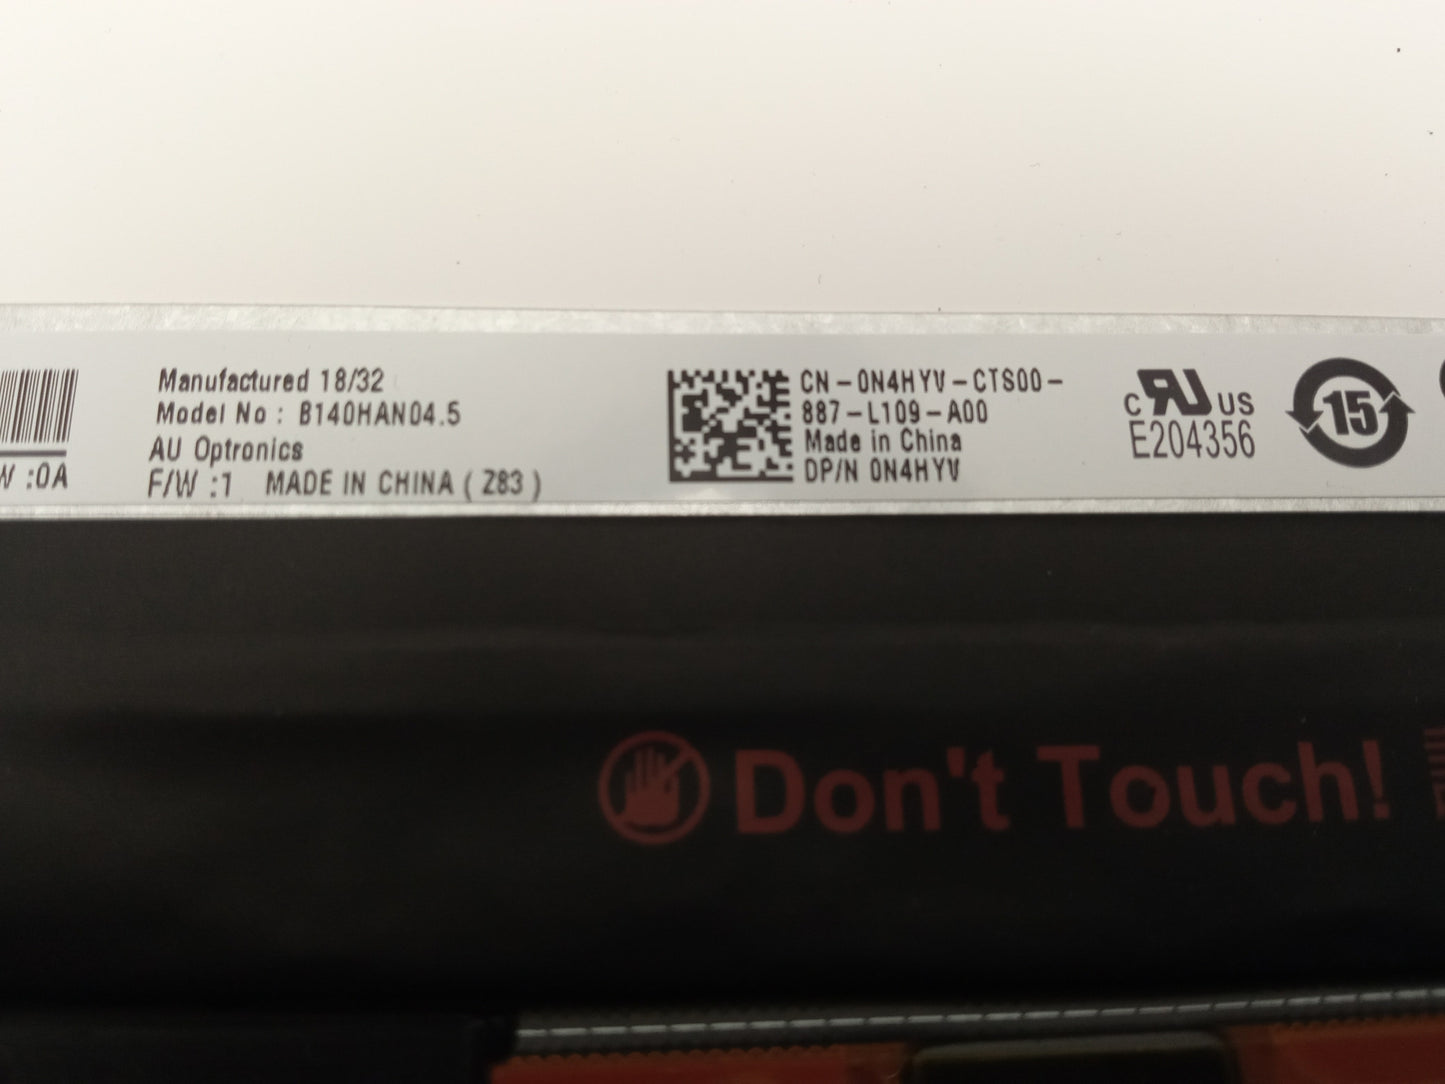 W :0A
Manufactured 18/32
Model No : B140HAN04.5
AU Optronics
F/W :1 MADE IN CHINA ( Z83 )
CN-0N4HYV-CTS00-
887-L109-A00
Made in China
DP/N 0N4HYV
c RU US
E204356
15
Don't Touch!